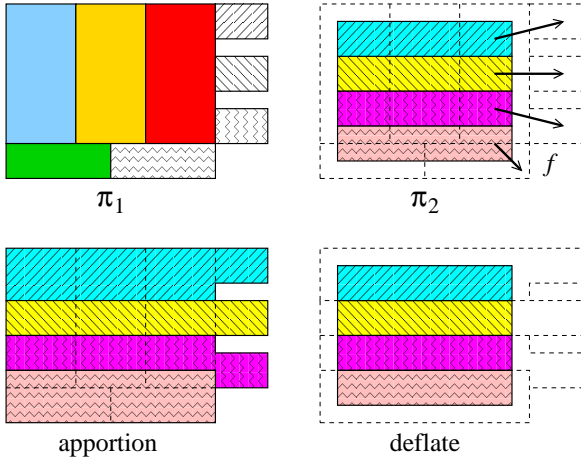 π1
π2
f
apportion
deflate